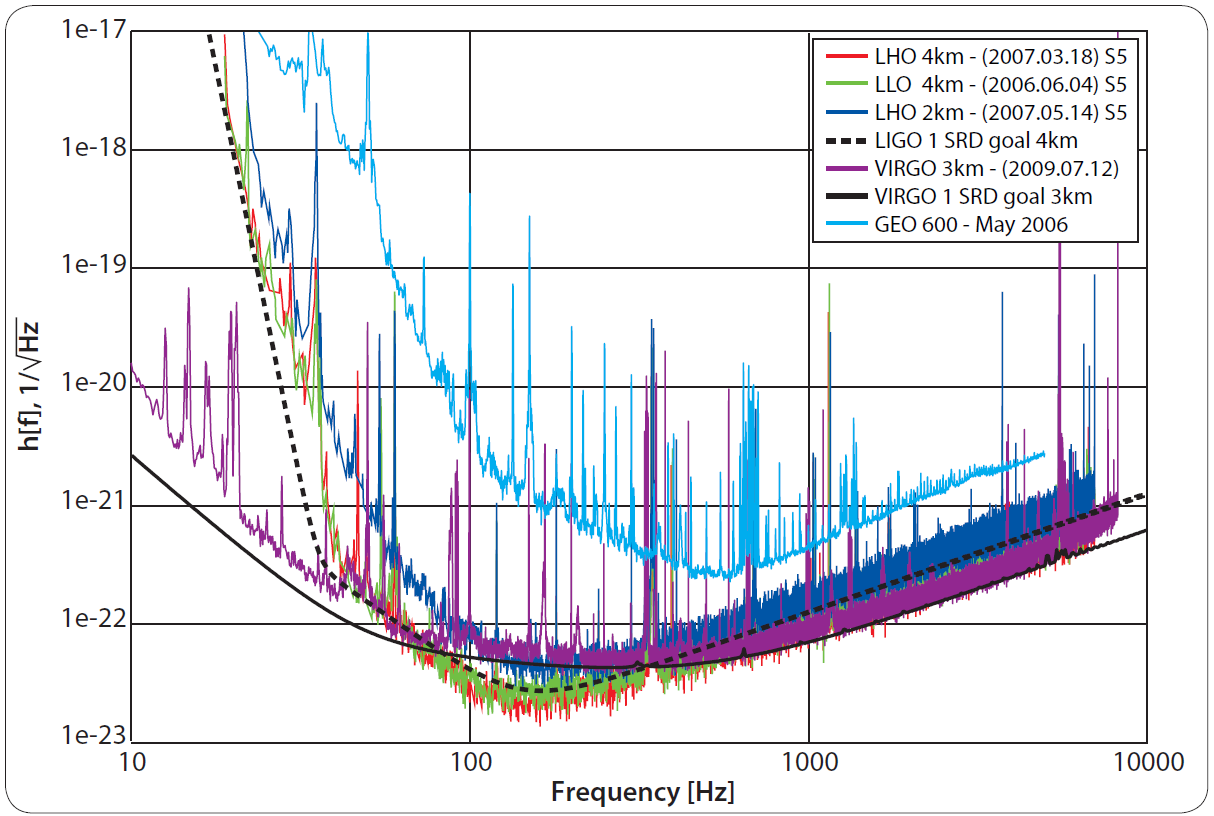 1e-17
1e-18
1e-19
1e-20
1e-21
1e-22
1e-23
h[f], 1/√Hz
LHO 4km - (2007.03.18) S5
LLO 4km - (2006.06.04) S5
LHO 2km - (2007.05.14) S5
LIGO 1 SRD goal 4km
VIRGO 3km - (2009.07.12)
VIRGO 1 SRD goal 3km
GEO 600 - May 2006
10 100 1000 10000
Frequency [Hz]